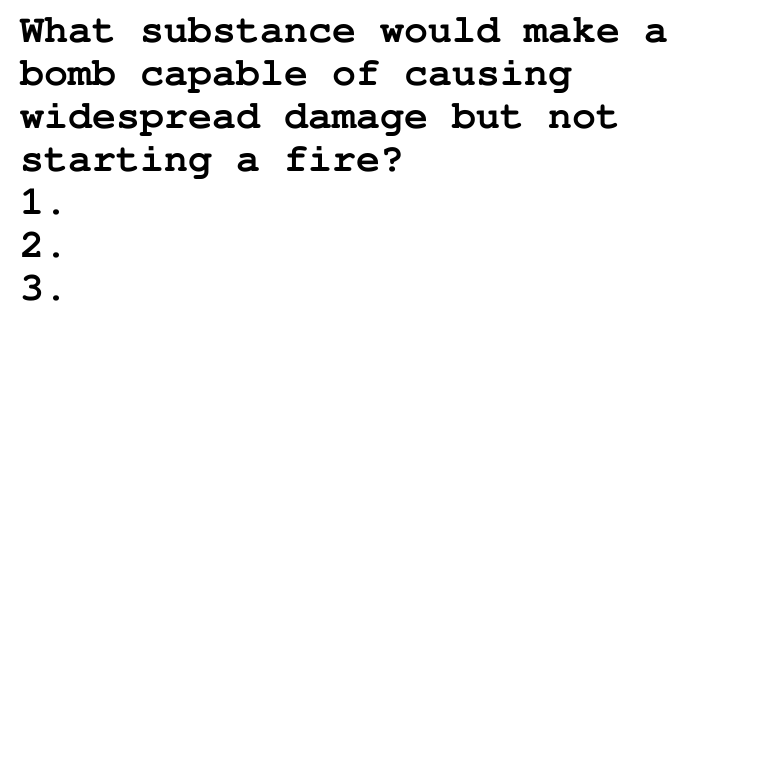 What substance would make a
bomb capable of causing
widespread damage but not
starting a fire?
1.
2.
3.